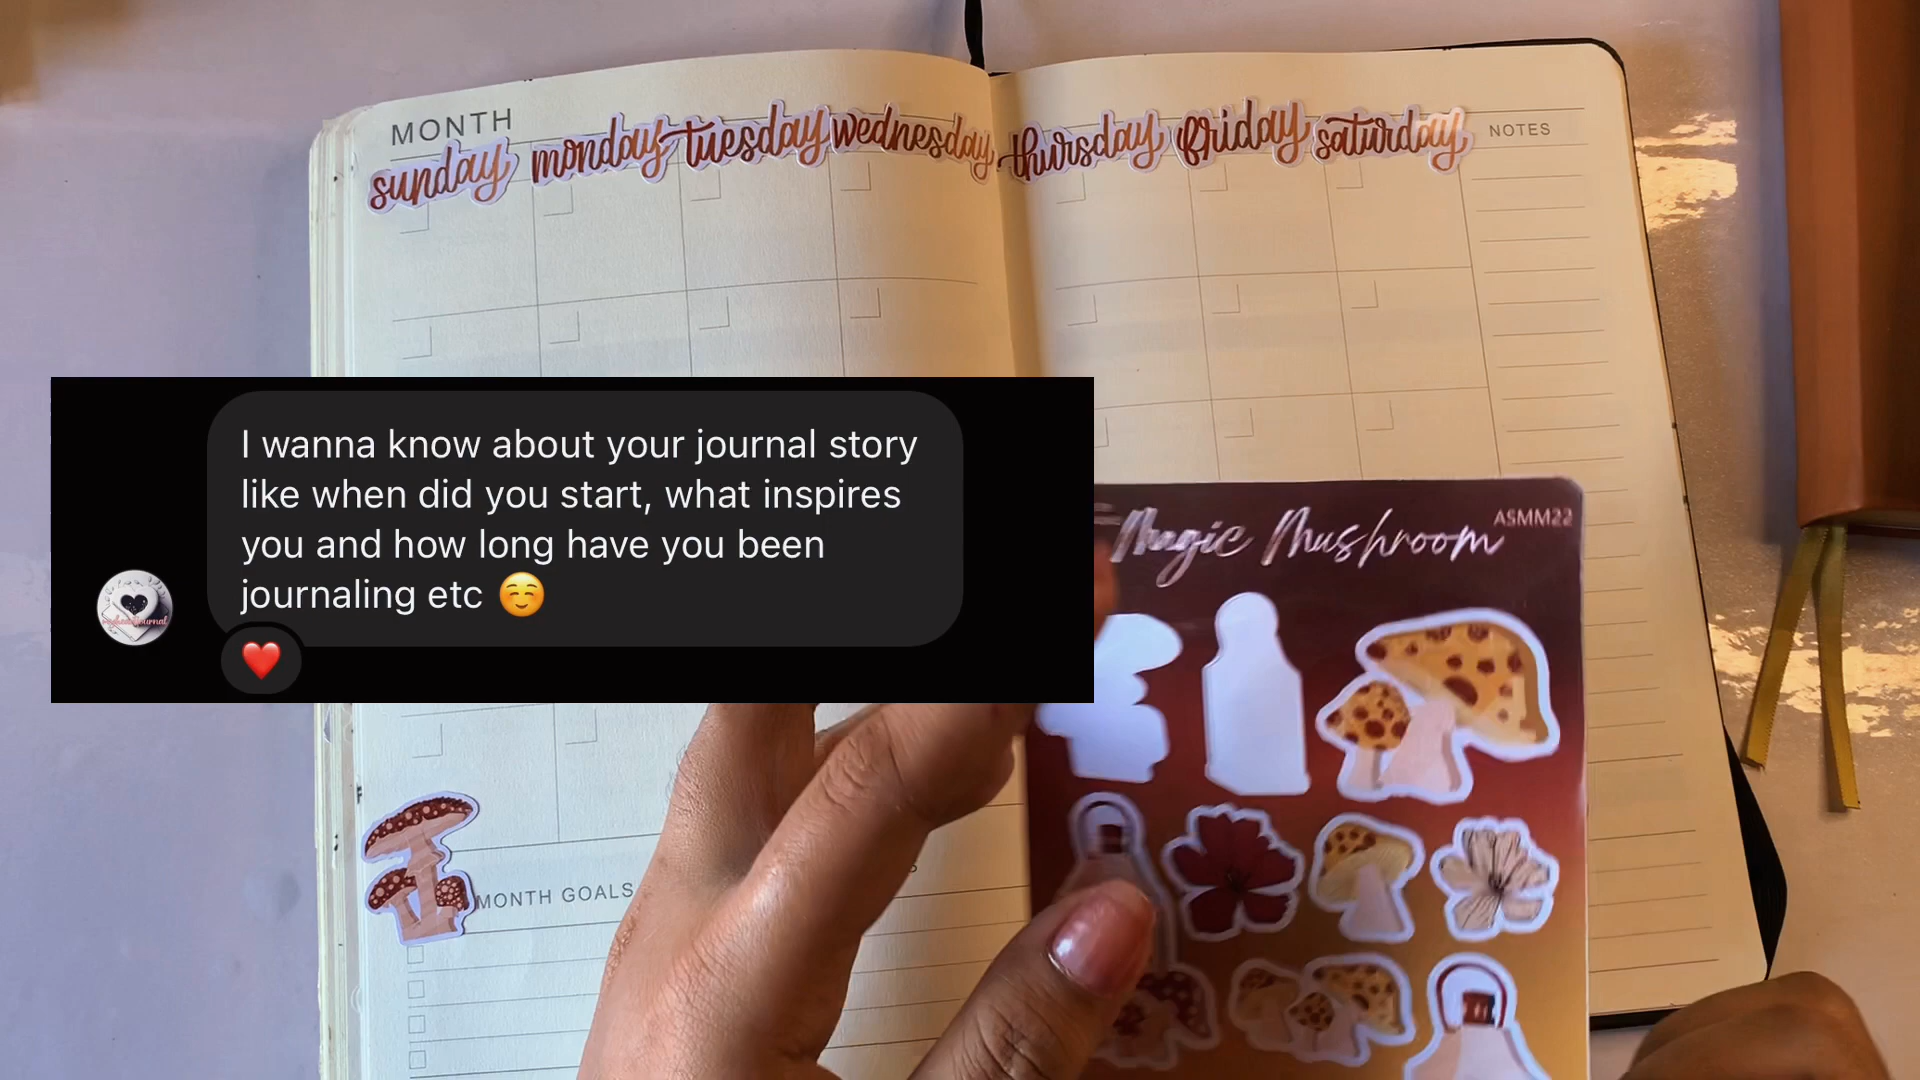 MONTH
sunday monday tuesday wednesday thursday friday saturday
NOTES
I wanna know about your journal story
like when did you start, what inspires
you and how long have you been
journaling etc ☺️
Magic Mushroom
ASMM22
MONTH GOALS